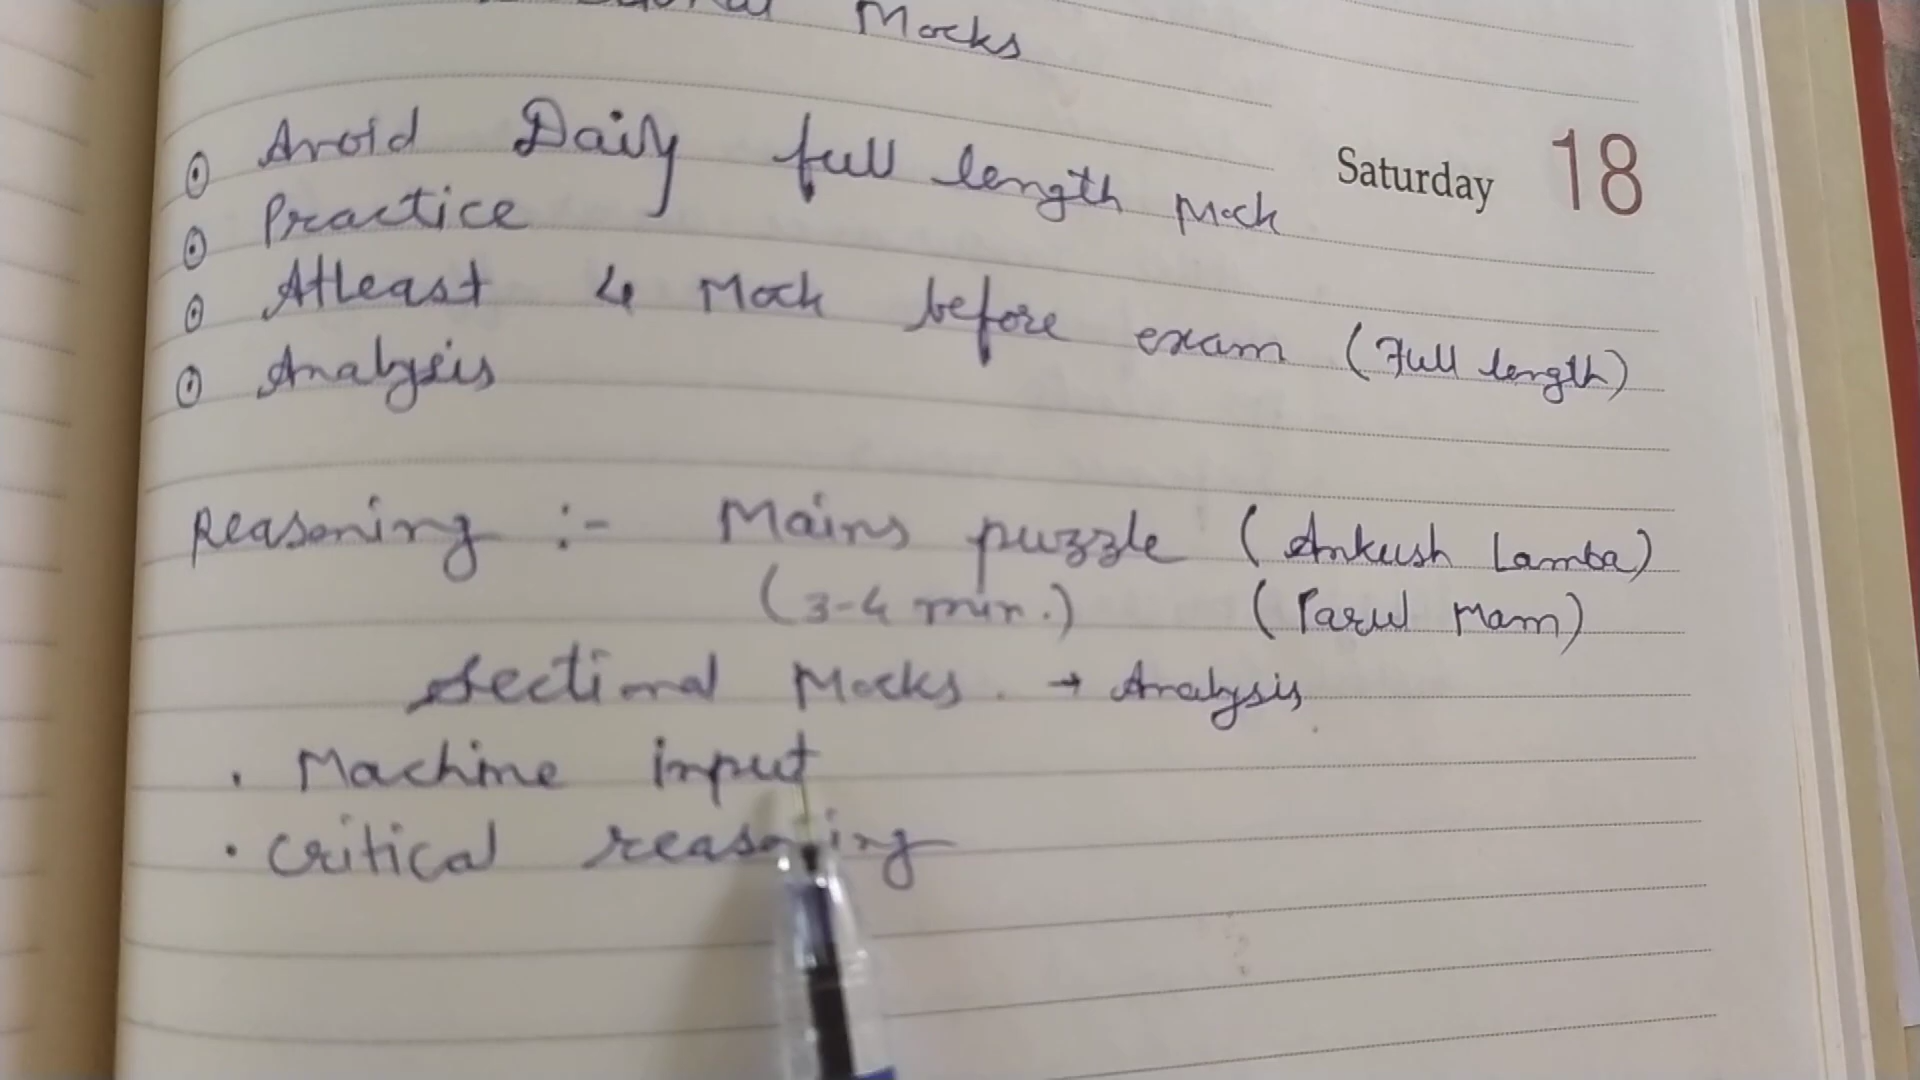 Mocks
Saturday 18
⊙ Avoid Daily full length Mock
⊙ Practice
⊙ Atleast 4 Mock before exam (Full length)
⊙ Analysis
Reasoning :- Mains puzzle (Ankush Lamba)
(3-4 min.) (Parul Mam)
Sectional Mocks. → Analysis
• Machine input
• Critical reasoning